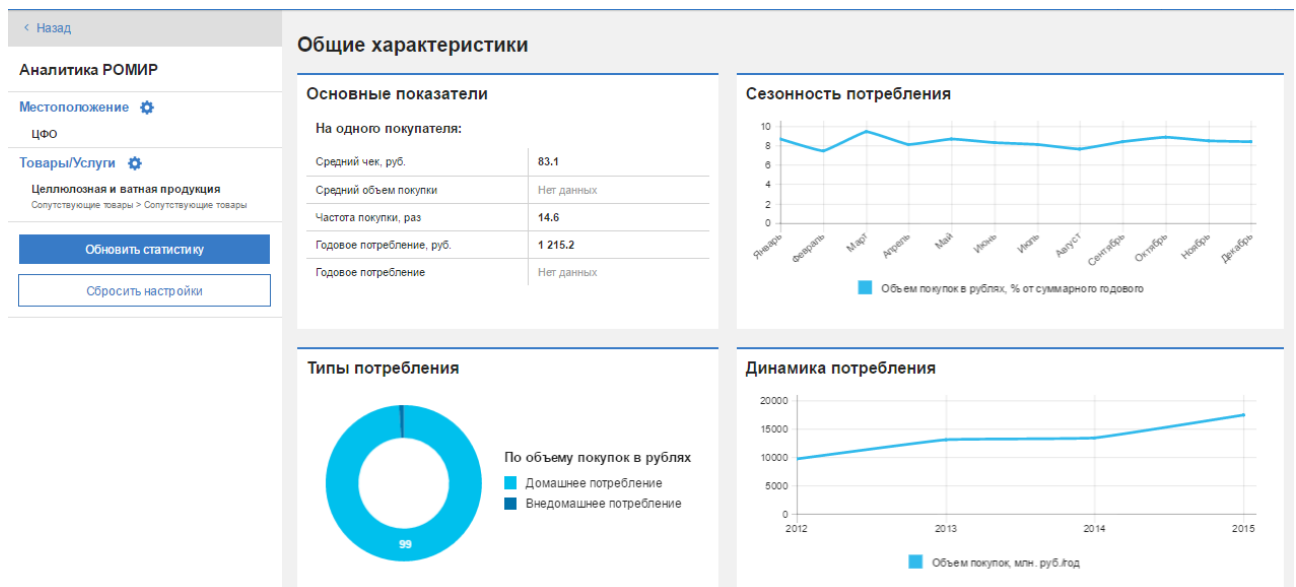 < Назад
Аналитика РОМИР
Местоположение
ЦФО
Товары/Услуги
Целлюлозная и ватная продукция
Сопутствующие товары > Сопутствующие товары
Обновить статистику
Сбросить настройки
Общие характеристики
Основные показатели
На одного покупателя:
Средний чек, руб. 83.1
Средний объем покупки Нет данных
Частота покупки, раз 14.6
Годовое потребление, руб. 1 215.2
Годовое потребление Нет данных
Сезонность потребления
10
8
6
4
2
0
Январь Февраль Март Апрель Май Июнь Июль Август Сентябрь Октябрь Ноябрь Декабрь
Объем покупок в рублях, % от суммарного годового
Типы потребления
По объему покупок в рублях
Домашнее потребление
Внедомашнее потребление
99
Динамика потребления
20000
15000
10000
5000
0
2012 2013 2014 2015
Объем покупок, млн. руб./год